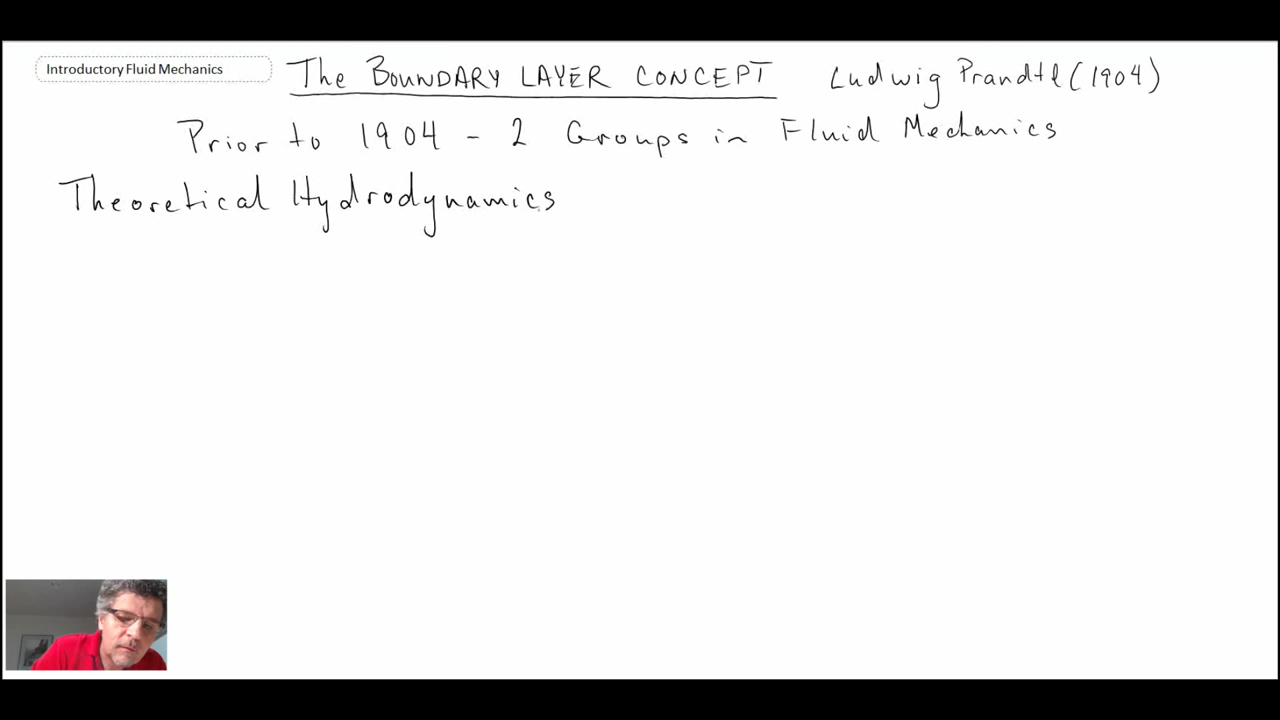 Introductory Fluid Mechanics
The BOUNDARY LAYER CONCEPT Ludwig Prandtl (1904)
Prior to 1904 - 2 Groups in Fluid Mechanics
Theoretical Hydrodynamics